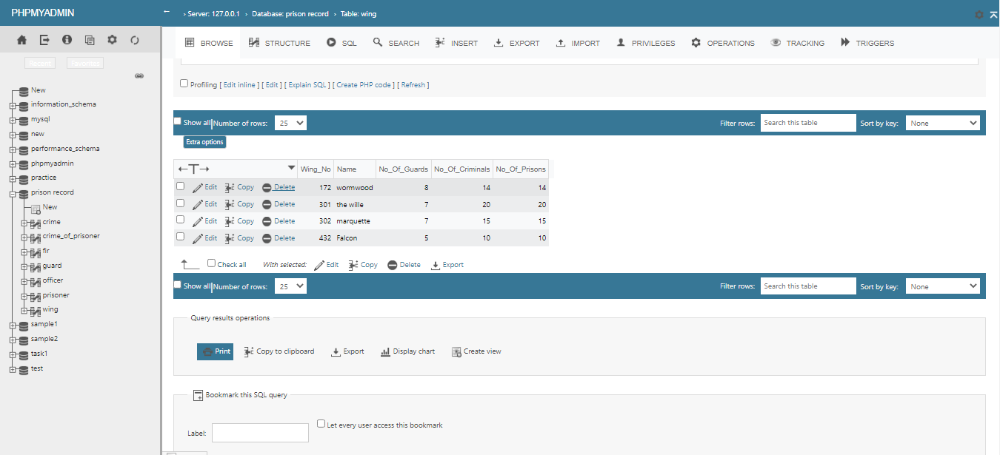 PHPMYADMIN
Recent Favorites
New
information_schema
mysql
new
performance_schema
phpmyadmin
practice
prison record
New
crime
crime_of_prisoner
fir
guard
officer
prisoner
wing
sample1
sample2
task1
test
← › Server: 127.0.0.1 › Database: prison record › Table: wing
BROWSE STRUCTURE SQL SEARCH INSERT EXPORT IMPORT PRIVILEGES OPERATIONS TRACKING TRIGGERS
Profiling [ Edit inline ] [ Edit ] [ Explain SQL ] [ Create PHP code ] [ Refresh ]
Show all Number of rows: 25 Filter rows: Search this table Sort by key: None
Extra options
←T→ Wing_No Name No_Of_Guards No_Of_Criminals No_Of_Prisons
Edit Copy Delete 172 wormwood 8 14 14
Edit Copy Delete 301 the wille 7 20 20
Edit Copy Delete 302 marquette 7 15 15
Edit Copy Delete 432 Falcon 5 10 10
Check all With selected: Edit Copy Delete Export
Show all Number of rows: 25 Filter rows: Search this table Sort by key: None
Query results operations
Print Copy to clipboard Export Display chart Create view
Bookmark this SQL query
Label: Let every user access this bookmark